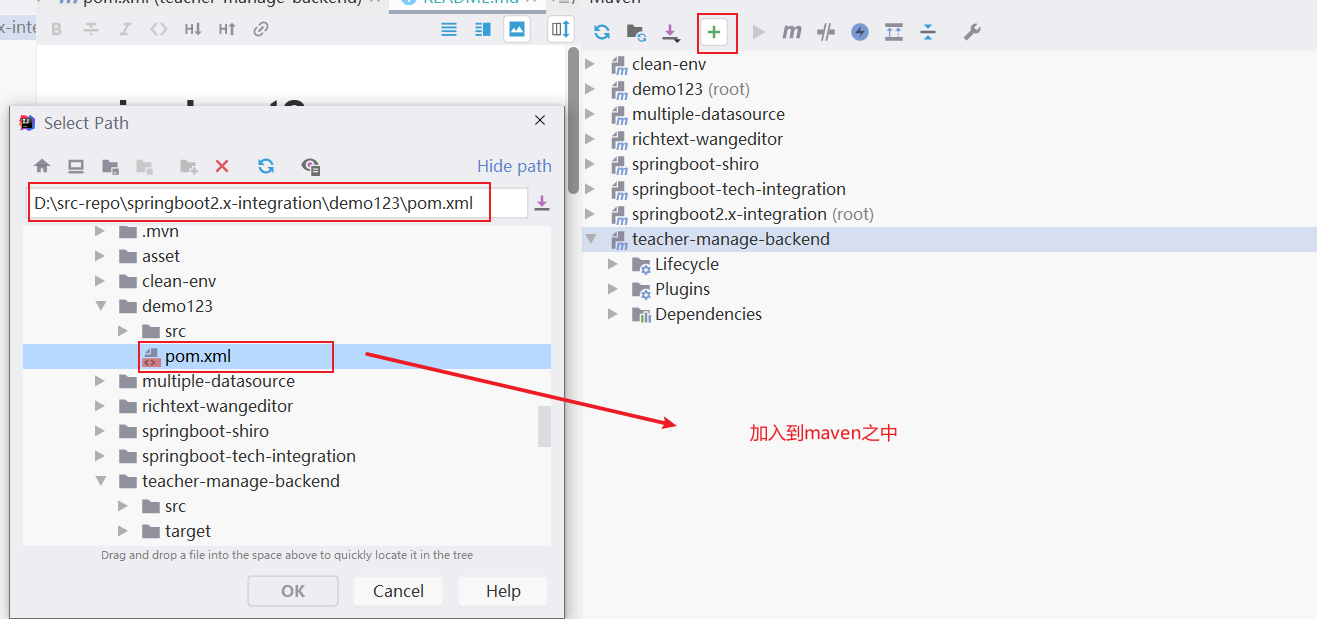 pom.xml (teacher-manage-backend)
README.md
Maven
x-inte
B
I
H↓
H↑
m
Select Path
Hide path
D:\src-repo\springboot2.x-integration\demo123\pom.xml
.mvn
asset
clean-env
demo123
src
pom.xml
multiple-datasource
richtext-wangeditor
springboot-shiro
springboot-tech-integration
teacher-manage-backend
src
target
Drag and drop a file into the space above to quickly locate it in the tree
OK
Cancel
Help
clean-env
demo123 (root)
multiple-datasource
richtext-wangeditor
springboot-shiro
springboot-tech-integration
springboot2.x-integration (root)
teacher-manage-backend
Lifecycle
Plugins
Dependencies
加入到maven之中